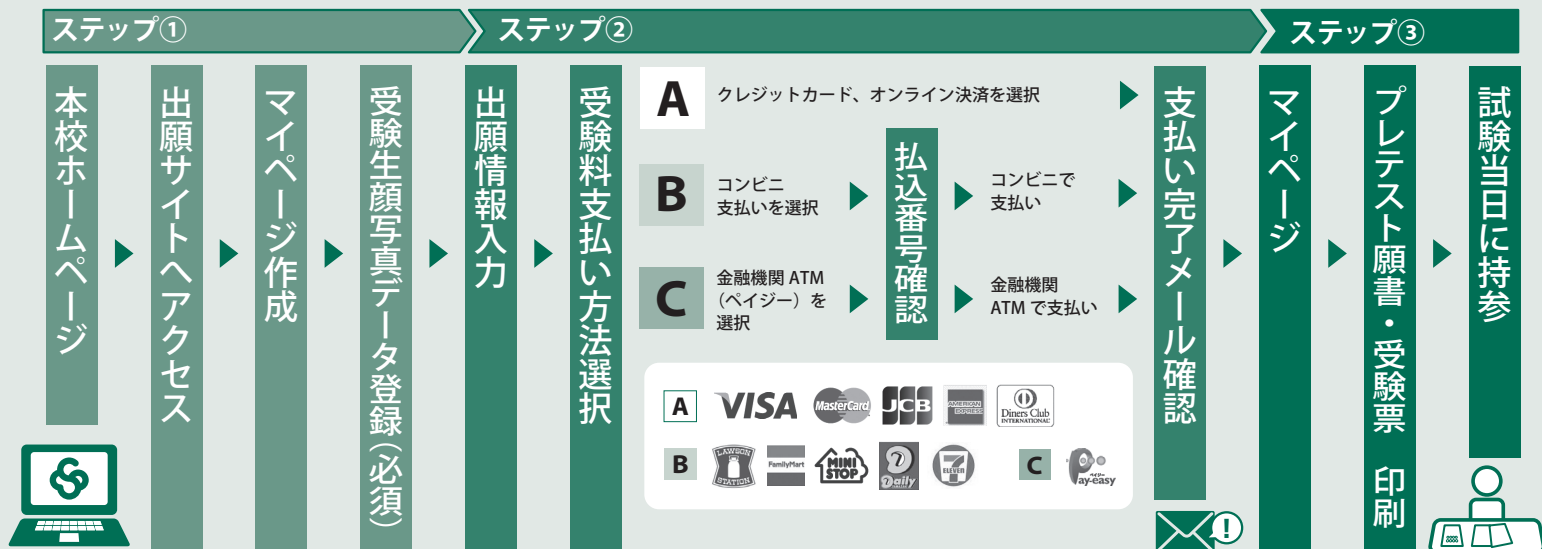 ステップ①
ステップ②
ステップ③
本校ホームページ
出願サイトへアクセス
マイページ作成
受験生顔写真データ登録（必須）
出願情報入力
受験料支払い方法選択
A
クレジットカード、オンライン決済を選択
B
コンビニ
支払いを選択
C
金融機関 ATM
（ペイジー）を
選択
払込番号確認
コンビニで
支払い
金融機関
ATM で支払い
A
VISA
MasterCard
JCB
AMERICAN
EXPRESS
Diners Club
INTERNATIONAL
B
LAWSON
STATION
FamilyMart
MINI
STOP
Daily
7
ELEVEN
C
ペイジー
Pay-easy
支払い完了メール確認
!
マイページ
プレテスト願書・受験票 印刷
試験当日に持参